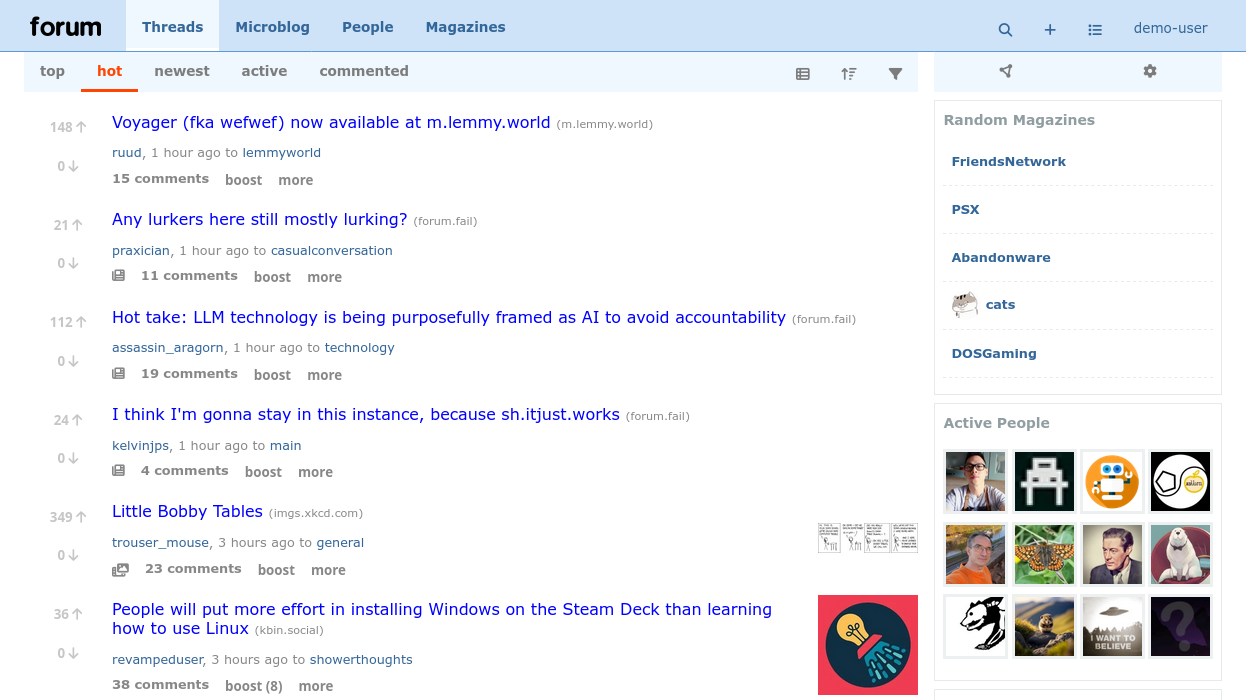 forum
Threads
Microblog
People
Magazines
demo-user
top
hot
newest
active
commented
148
0
Voyager (fka wefwef) now available at m.lemmy.world (m.lemmy.world)
ruud, 1 hour ago to lemmyworld
15 comments boost more
21
0
Any lurkers here still mostly lurking? (forum.fail)
praxician, 1 hour ago to casualconversation
11 comments boost more
112
0
Hot take: LLM technology is being purposefully framed as AI to avoid accountability (forum.fail)
assassin_aragorn, 1 hour ago to technology
19 comments boost more
24
0
I think I'm gonna stay in this instance, because sh.itjust.works (forum.fail)
kelvinjps, 1 hour ago to main
4 comments boost more
349
0
Little Bobby Tables (imgs.xkcd.com)
trouser_mouse, 3 hours ago to general
23 comments boost more
36
0
People will put more effort in installing Windows on the Steam Deck than learning
how to use Linux (kbin.social)
revampeduser, 3 hours ago to showerthoughts
38 comments boost (8) more
Random Magazines
FriendsNetwork
PSX
Abandonware
cats
DOSGaming
Active People
I WANT TO
BELIEVE
?